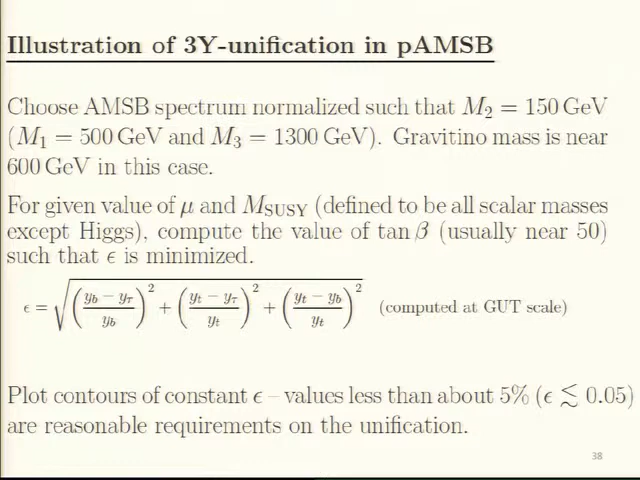 Illustration of 3Y-unification in pAMSB
Choose AMSB spectrum normalized such that M₂ = 150 GeV
(M₁ = 500 GeV and M₃ = 1300 GeV). Gravitino mass is near
600 GeV in this case.
For given value of μ and M_SUSY (defined to be all scalar masses
except Higgs), compute the value of tan β (usually near 50)
such that ϵ is minimized.
ϵ = √( ((y_b − y_τ)/y_b)² + ((y_t − y_τ)/y_t)² + ((y_t − y_b)/y_t)² ) (computed at GUT scale)
Plot contours of constant ϵ – values less than about 5% (ϵ ≲ 0.05)
are reasonable requirements on the unification.
38